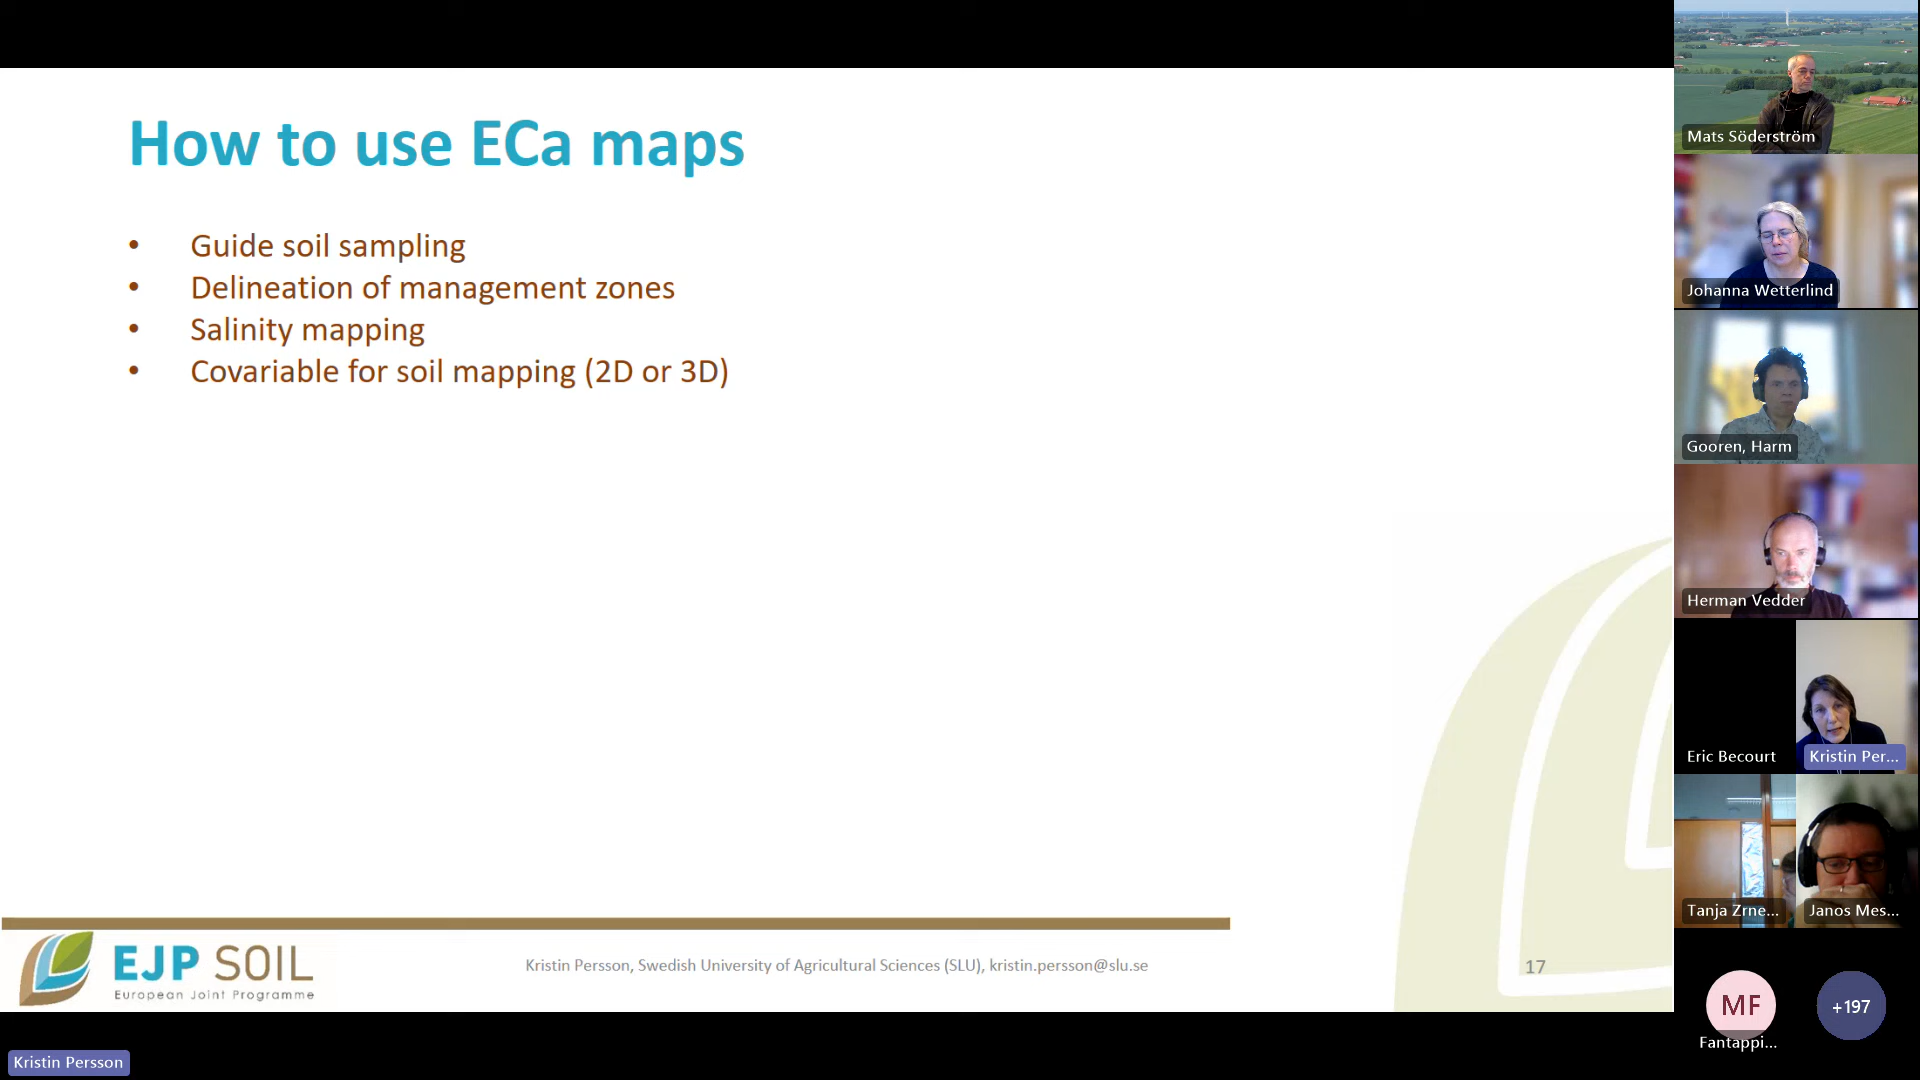 How to use ECa maps
• Guide soil sampling
• Delineation of management zones
• Salinity mapping
• Covariable for soil mapping (2D or 3D)
EJP SOIL
European Joint Programme
Kristin Persson, Swedish University of Agricultural Sciences (SLU), kristin.persson@slu.se
17
Kristin Persson
Mats Söderström
Johanna Wetterlind
Gooren, Harm
Herman Vedder
Eric Becourt
Kristin Per...
Tanja Zrne...
Janos Mes...
MF
+197
Fantappi...